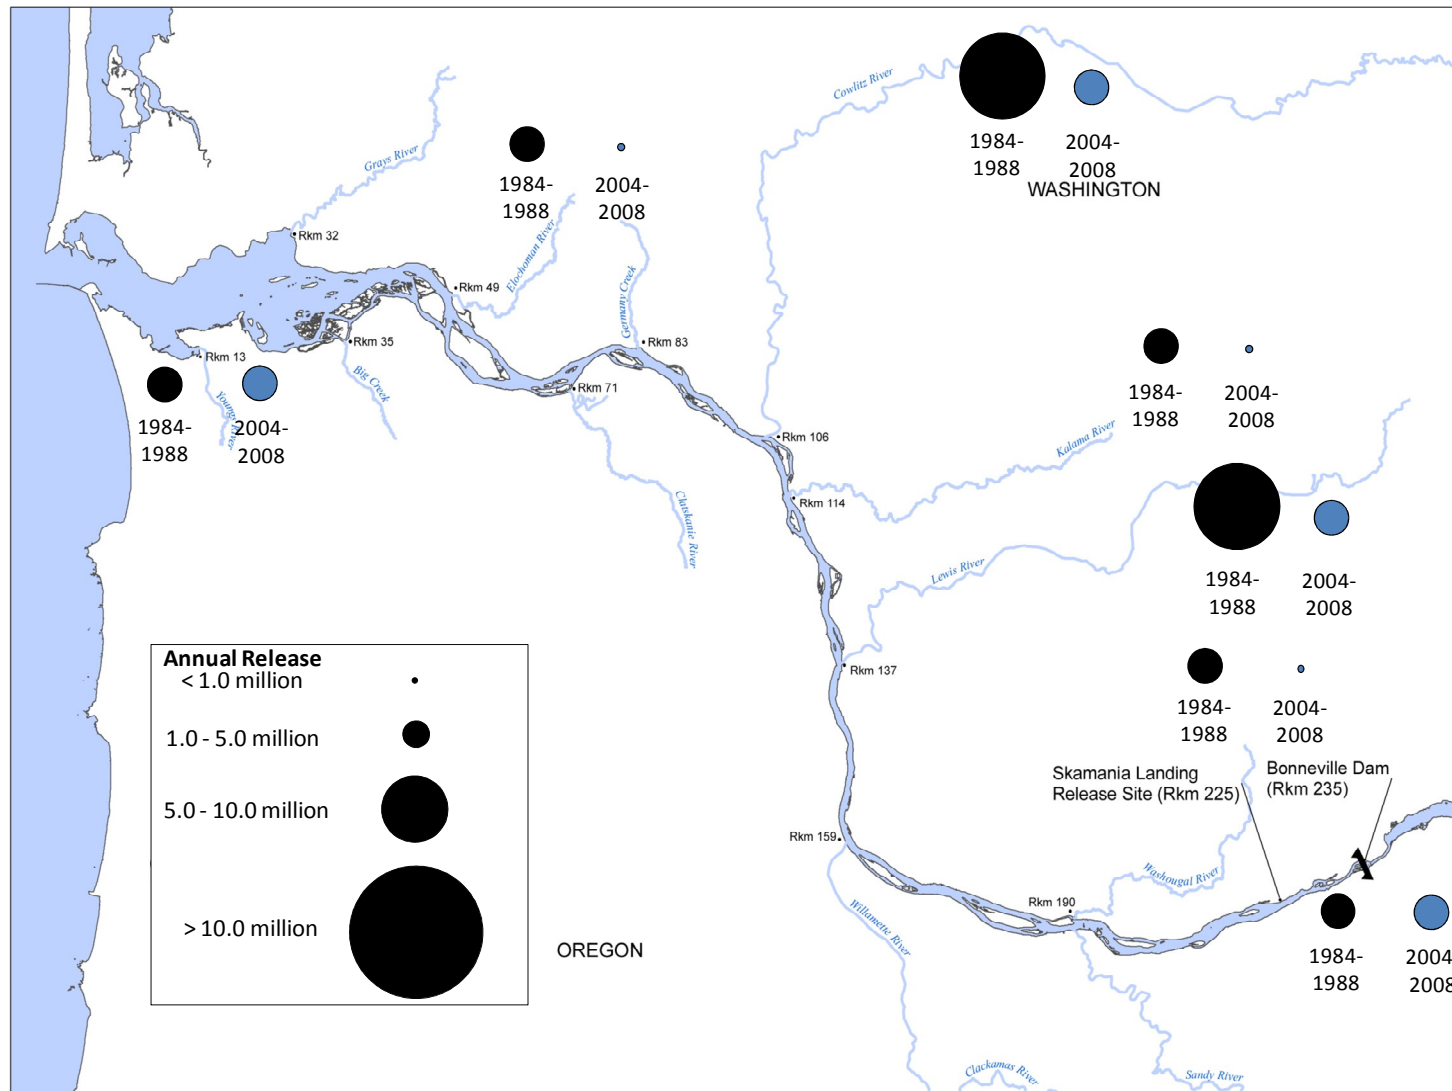 Cowlitz River
1984-
1988
2004-
2008
WASHINGTON
Grays River
1984-
1988
2004-
2008
Rkm 32
Elochoman River
Rkm 49
Germany Creek
Rkm 83
Rkm 35
Big Creek
Rkm 13
Youngs River
1984-
1988
2004-
2008
Rkm 71
Clatskanie River
Rkm 106
Rkm 114
Kalama River
1984-
1988
2004-
2008
Lewis River
1984-
1988
2004-
2008
Rkm 137
1984-
1988
2004-
2008
Annual Release
< 1.0 million
1.0 - 5.0 million
5.0 - 10.0 million
> 10.0 million
OREGON
Skamania Landing
Release Site (Rkm 225)
Bonneville Dam
(Rkm 235)
Rkm 159
Willamette River
Washougal River
Rkm 190
1984-
1988
2004-
2008
Clackamas River
Sandy River